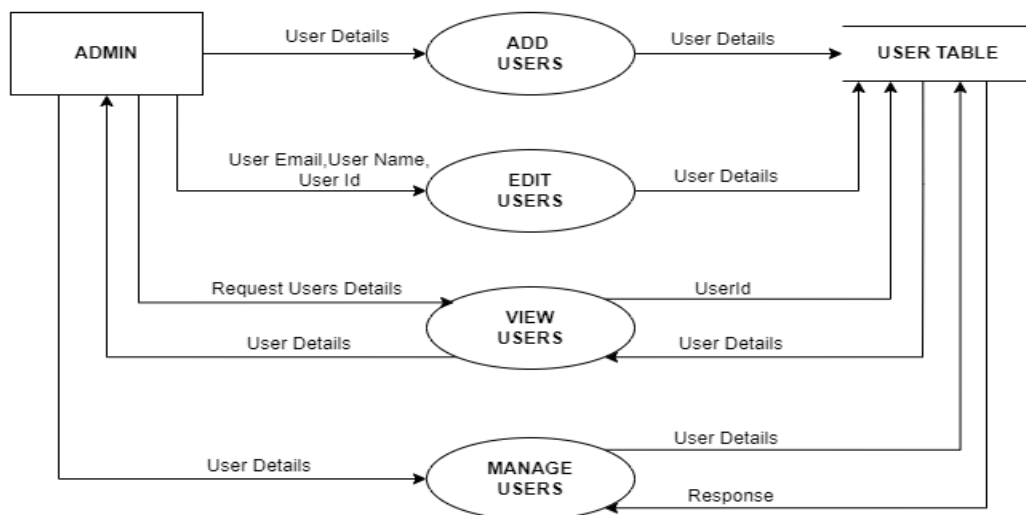 ADMIN
User Details
ADD
USERS
User Details
USER TABLE
User Email,User Name,
User Id
EDIT
USERS
User Details
Request Users Details
VIEW
USERS
UserId
User Details
User Details
User Details
MANAGE
USERS
User Details
Response